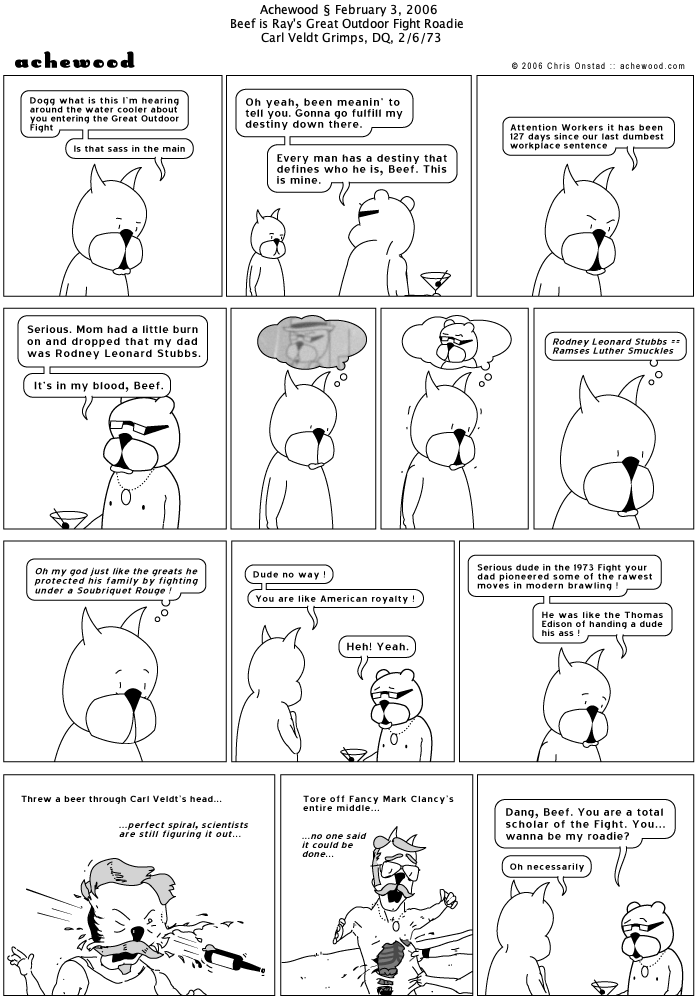 Achewood § February 3, 2006
Beef is Ray's Great Outdoor Fight Roadie
Carl Veldt Grimps, DQ, 2/6/73
achewood
© 2006 Chris Onstad :: achewood.com
Dogg what is this I'm hearing
around the water cooler about
you entering the Great Outdoor
Fight
Is that sass in the main
Oh yeah, been meanin' to
tell you. Gonna go fulfill my
destiny down there.
Every man has a destiny that
defines who he is, Beef. This
is mine.
Attention Workers it has been
127 days since our last dumbest
workplace sentence
Serious. Mom had a little burn
on and dropped that my dad
was Rodney Leonard Stubbs.
It's in my blood, Beef.
Rodney Leonard Stubbs ==
Ramses Luther Smuckles
Oh my god just like the greats he
protected his family by fighting
under a Soubriquet Rouge !
Dude no way !
You are like American royalty !
Heh! Yeah.
Serious dude in the 1973 Fight your
dad pioneered some of the rawest
moves in modern brawling !
He was like the Thomas
Edison of handing a dude
his ass !
Threw a beer through Carl Veldt's head...
...perfect spiral, scientists
are still figuring it out...
Tore off Fancy Mark Clancy's
entire middle...
...no one said
it could be
done...
Dang, Beef. You are a total
scholar of the Fight. You...
wanna be my roadie?
Oh necessarily